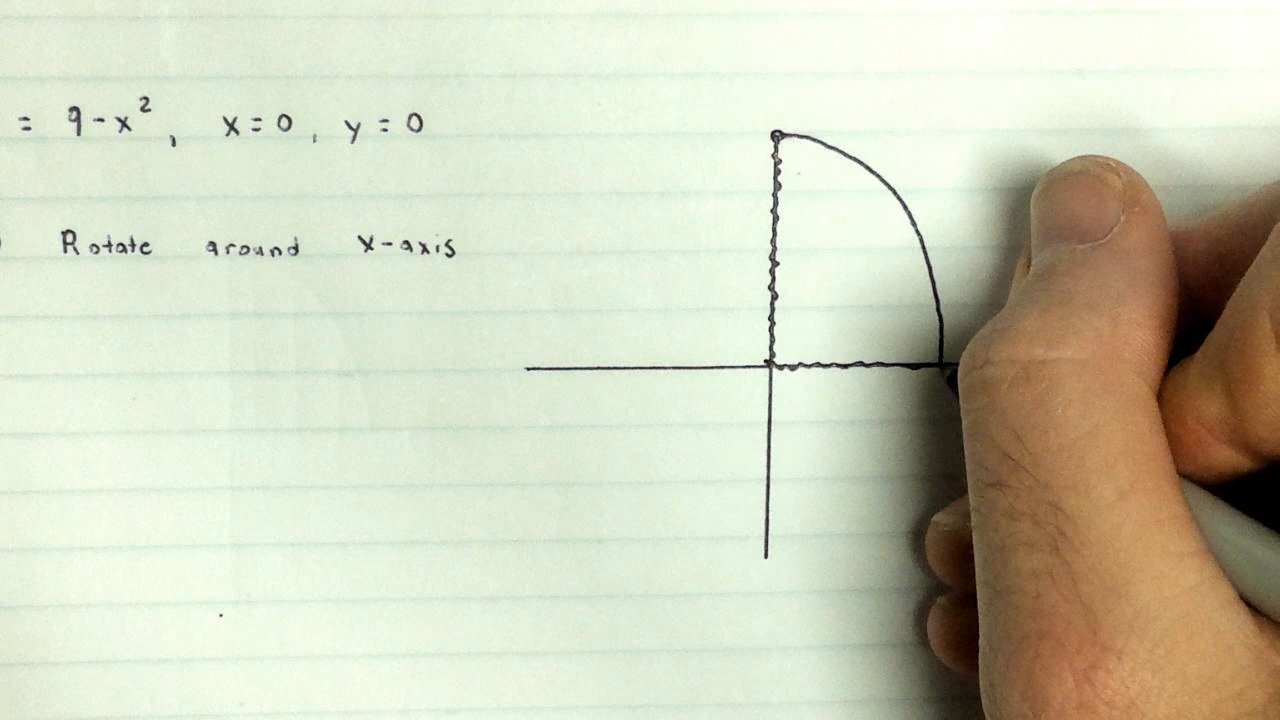 = 9-x², x=0, y=0
) Rotate around x-axis